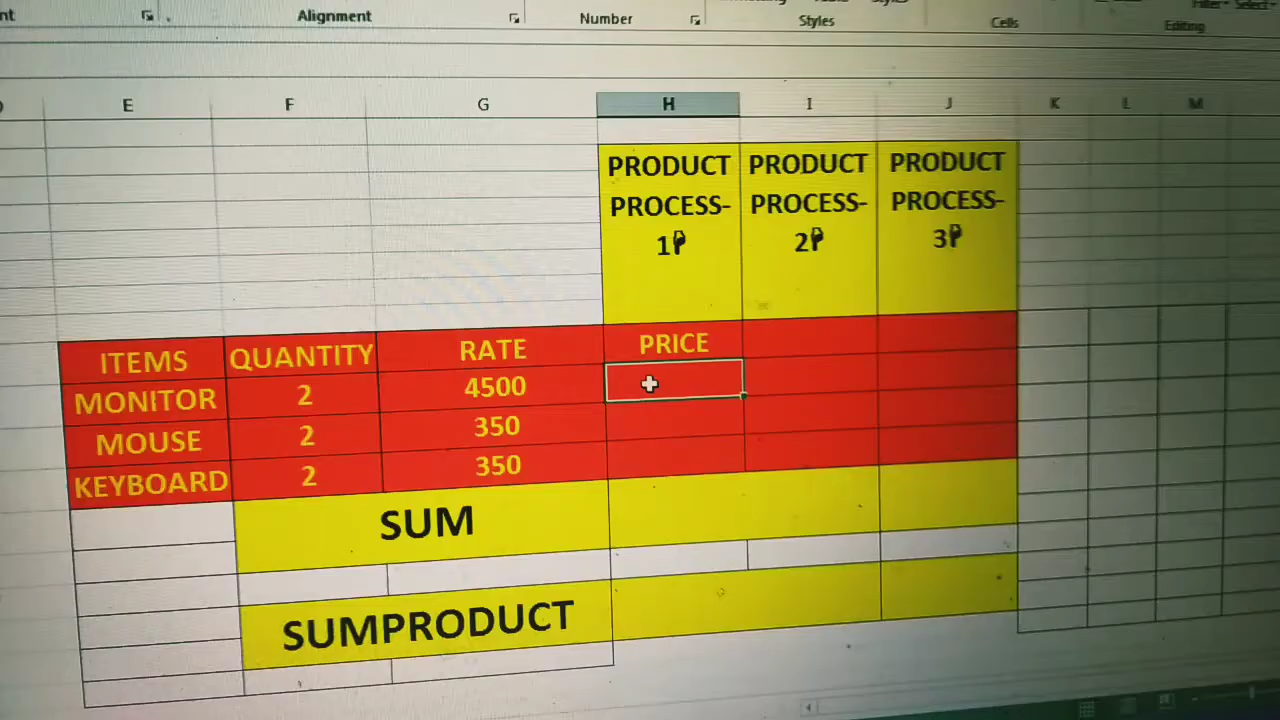 Alignment
Number
Styles
Cells
Editing
E F G H I J K L M
PRODUCT PROCESS-1
PRODUCT PROCESS-2
PRODUCT PROCESS-3
ITEMS QUANTITY RATE PRICE
MONITOR 2 4500
MOUSE 2 350
KEYBOARD 2 350
SUM
SUMPRODUCT